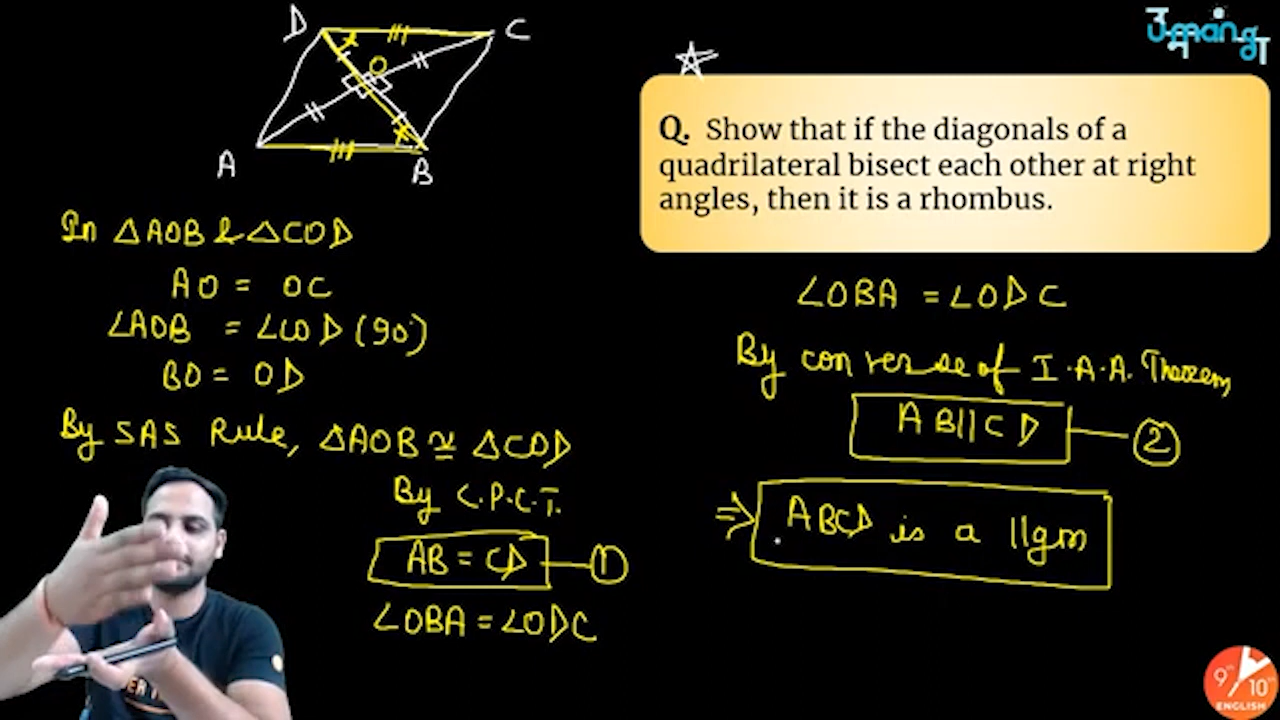 D
C
O
A
B
उमंग
Q. Show that if the diagonals of a
quadrilateral bisect each other at right
angles, then it is a rhombus.
In △AOB & △COD
AO = OC
∠AOB = ∠COD (90°)
BO = OD
By SAS Rule, △AOB ≅ △COD
By C.P.C.T.
AB = CD ①
∠OBA = ∠ODC
∠OBA = ∠ODC
By converse of I.A.A. Theorem,
AB||CD ②
⇒ ABCD is a ||gm
9th 10th
ENGLISH